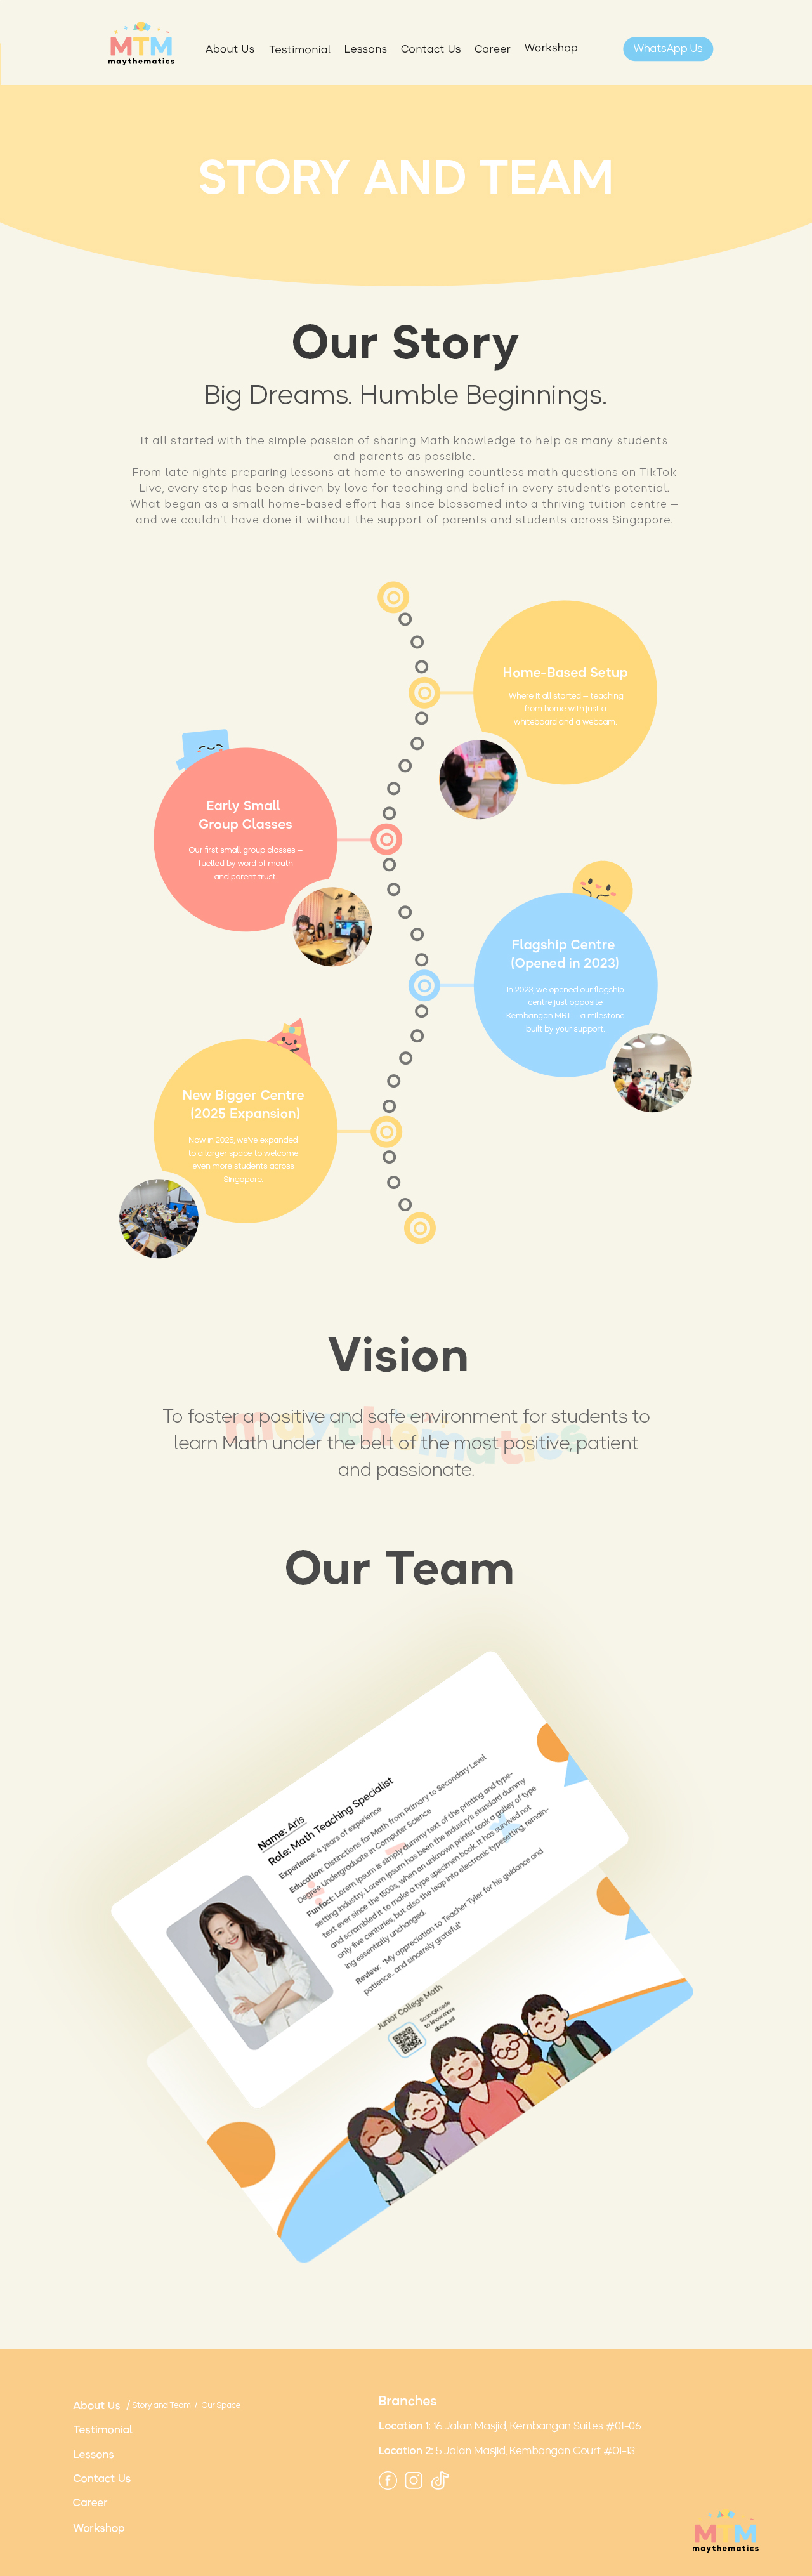 MTM
maythematics
About Us
Testimonial
Lessons
Contact Us
Career
Workshop
WhatsApp Us
STORY AND TEAM
Our Story
Big Dreams. Humble Beginnings.
It all started with the simple passion of sharing Math knowledge to help as many students
and parents as possible.
From late nights preparing lessons at home to answering countless math questions on TikTok
Live, every step has been driven by love for teaching and belief in every student's potential.
What began as a small home-based effort has since blossomed into a thriving tuition centre –
and we couldn't have done it without the support of parents and students across Singapore.
Home-Based Setup
Where it all started – teaching
from home with just a
whiteboard and a webcam.
Early Small
Group Classes
Our first small group classes –
fuelled by word of mouth
and parent trust.
Flagship Centre
(Opened in 2023)
In 2023, we opened our flagship
centre just opposite
Kembangan MRT – a milestone
built by your support.
New Bigger Centre
(2025 Expansion)
Now in 2025, we've expanded
to a larger space to welcome
even more students across
Singapore.
Vision
maythematics
To foster a positive and safe environment for students to
learn Math under the belt of the most positive, patient
and passionate.
Our Team
Name: Aris
Role: Math Teaching Specialist
Experience: 4 years of experience
Education: Distinctions for Math from Primary to Secondary Level
Degree: Undergraduate in Computer Science
Funfact: Lorem Ipsum is simply dummy text of the printing and type-
setting industry. Lorem Ipsum has been the industry's standard dummy
text ever since the 1500s, when an unknown printer took a galley of type
and scrambled it to make a type specimen book. It has survived not
only five centuries, but also the leap into electronic typesetting, remain-
ing essentially unchanged.
Review: "My appreciation to Teacher Tyler for his guidance and
patience.. and sincerely grateful."
Junior College Math
Scan QR code
to know more
about us!
About Us / Story and Team / Our Space
Testimonial
Lessons
Contact Us
Career
Workshop
Branches
Location 1: 16 Jalan Masjid, Kembangan Suites #01-06
Location 2: 5 Jalan Masjid, Kembangan Court #01-13
MTM
maythematics